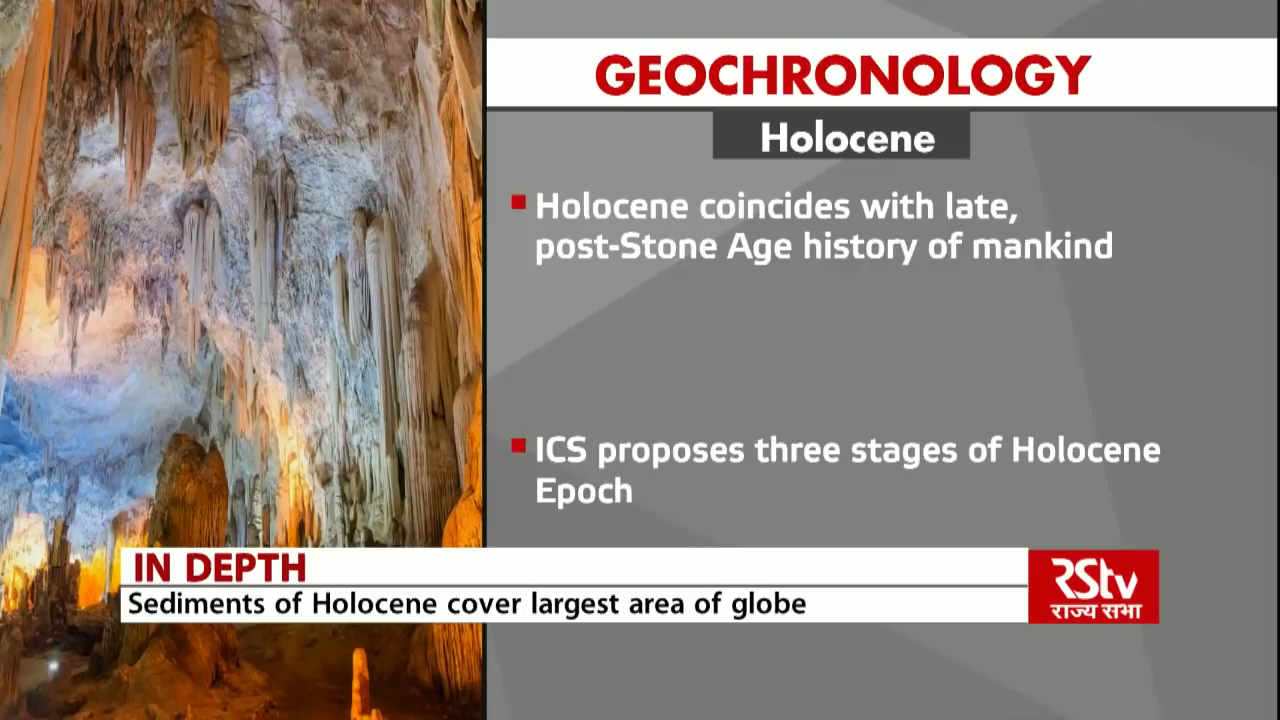 GEOCHRONOLOGY
Holocene
Holocene coincides with late,
post-Stone Age history of mankind
ICS proposes three stages of Holocene
Epoch
IN DEPTH
Sediments of Holocene cover largest area of globe
RStv
राज्य सभा